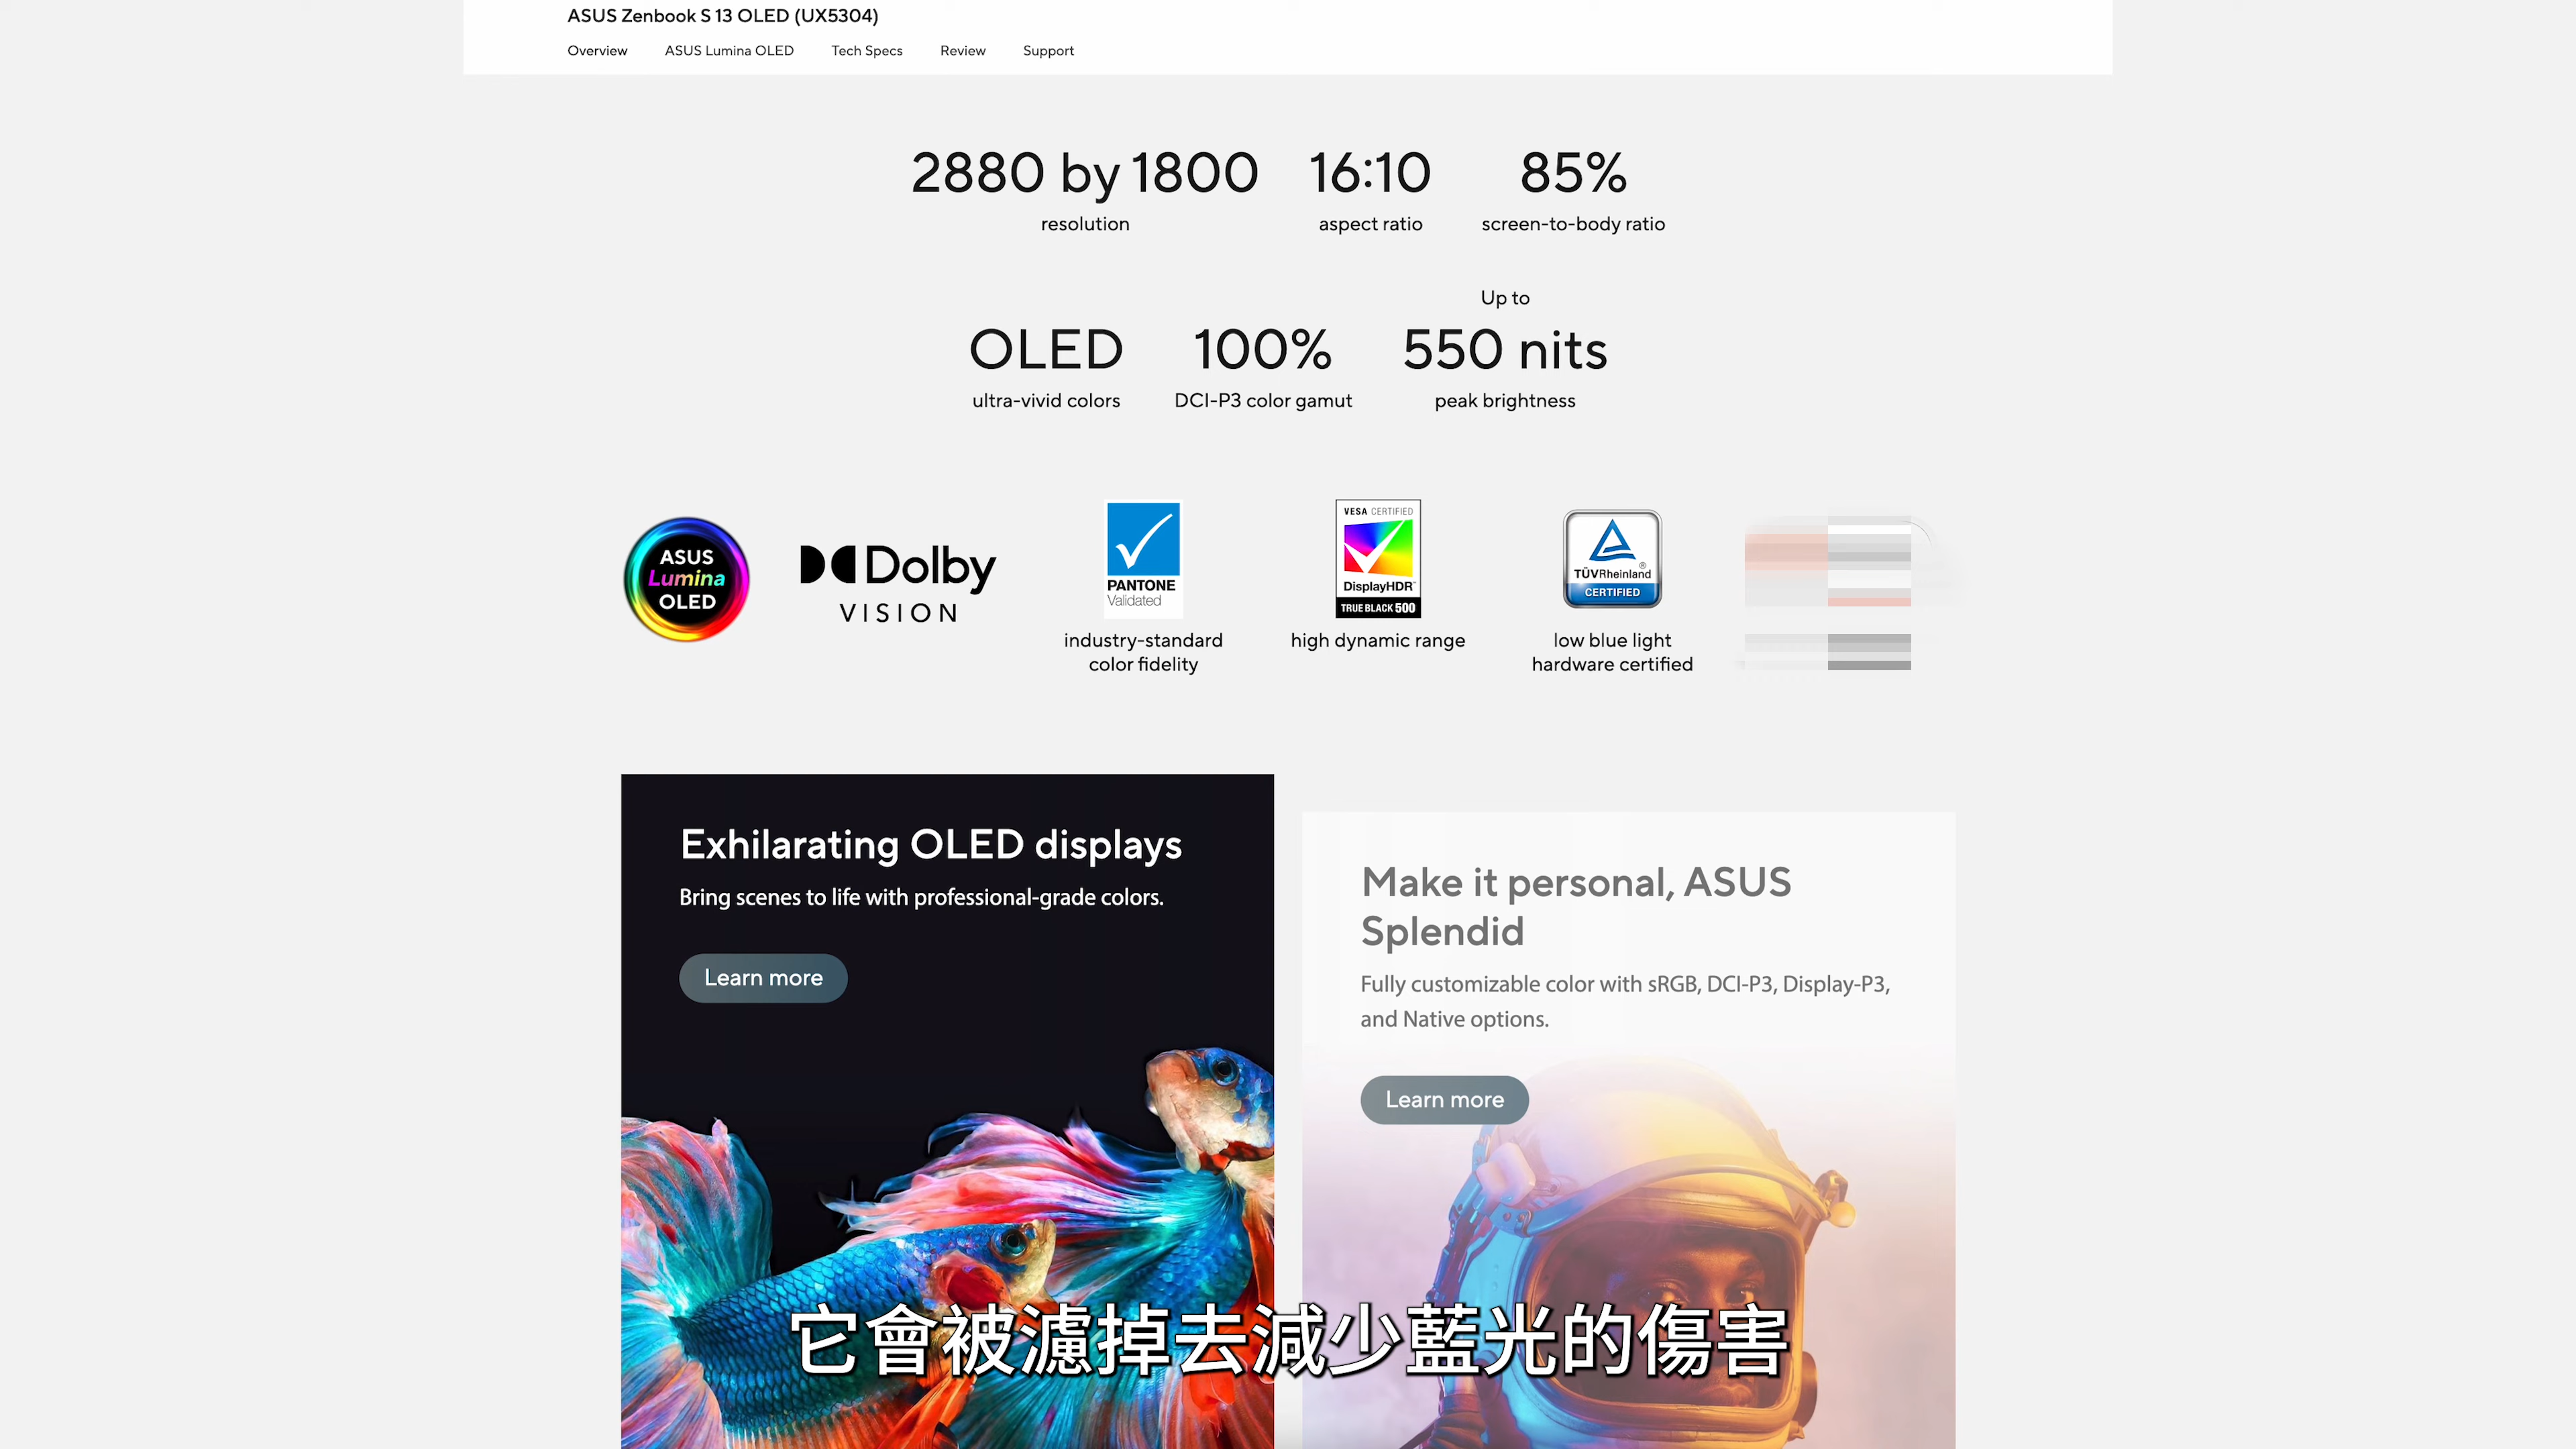 ASUS Zenbook S 13 OLED (UX5304)
Overview
ASUS Lumina OLED
Tech Specs
Review
Support
2880 by 1800
resolution
16:10
aspect ratio
85%
screen-to-body ratio
OLED
ultra-vivid colors
100%
DCI-P3 color gamut
Up to
550 nits
peak brightness
ASUS
Lumina
OLED
Dolby
VISION
PANTONE
Validated
industry-standard
color fidelity
VESA CERTIFIED
DisplayHDR™
TRUE BLACK 500
high dynamic range
TÜVRheinland®
CERTIFIED
low blue light
hardware certified
Exhilarating OLED displays
Bring scenes to life with professional-grade colors.
Learn more
Make it personal, ASUS
Splendid
Fully customizable color with sRGB, DCI-P3, Display-P3,
and Native options.
Learn more
它會被濾掉去減少藍光的傷害